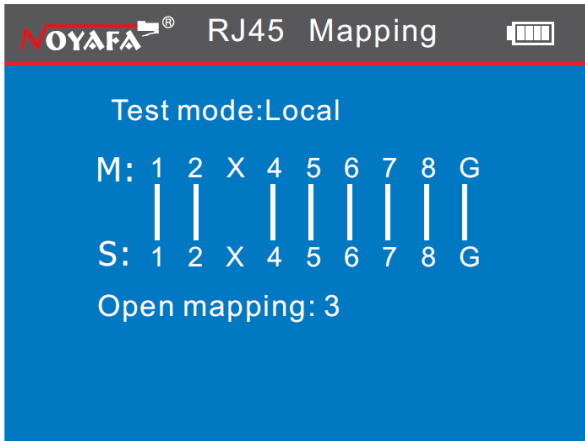 NOYAFA® RJ45 Mapping
Test mode:Local
M: 1 2 X 4 5 6 7 8 G
S: 1 2 X 4 5 6 7 8 G
Open mapping: 3